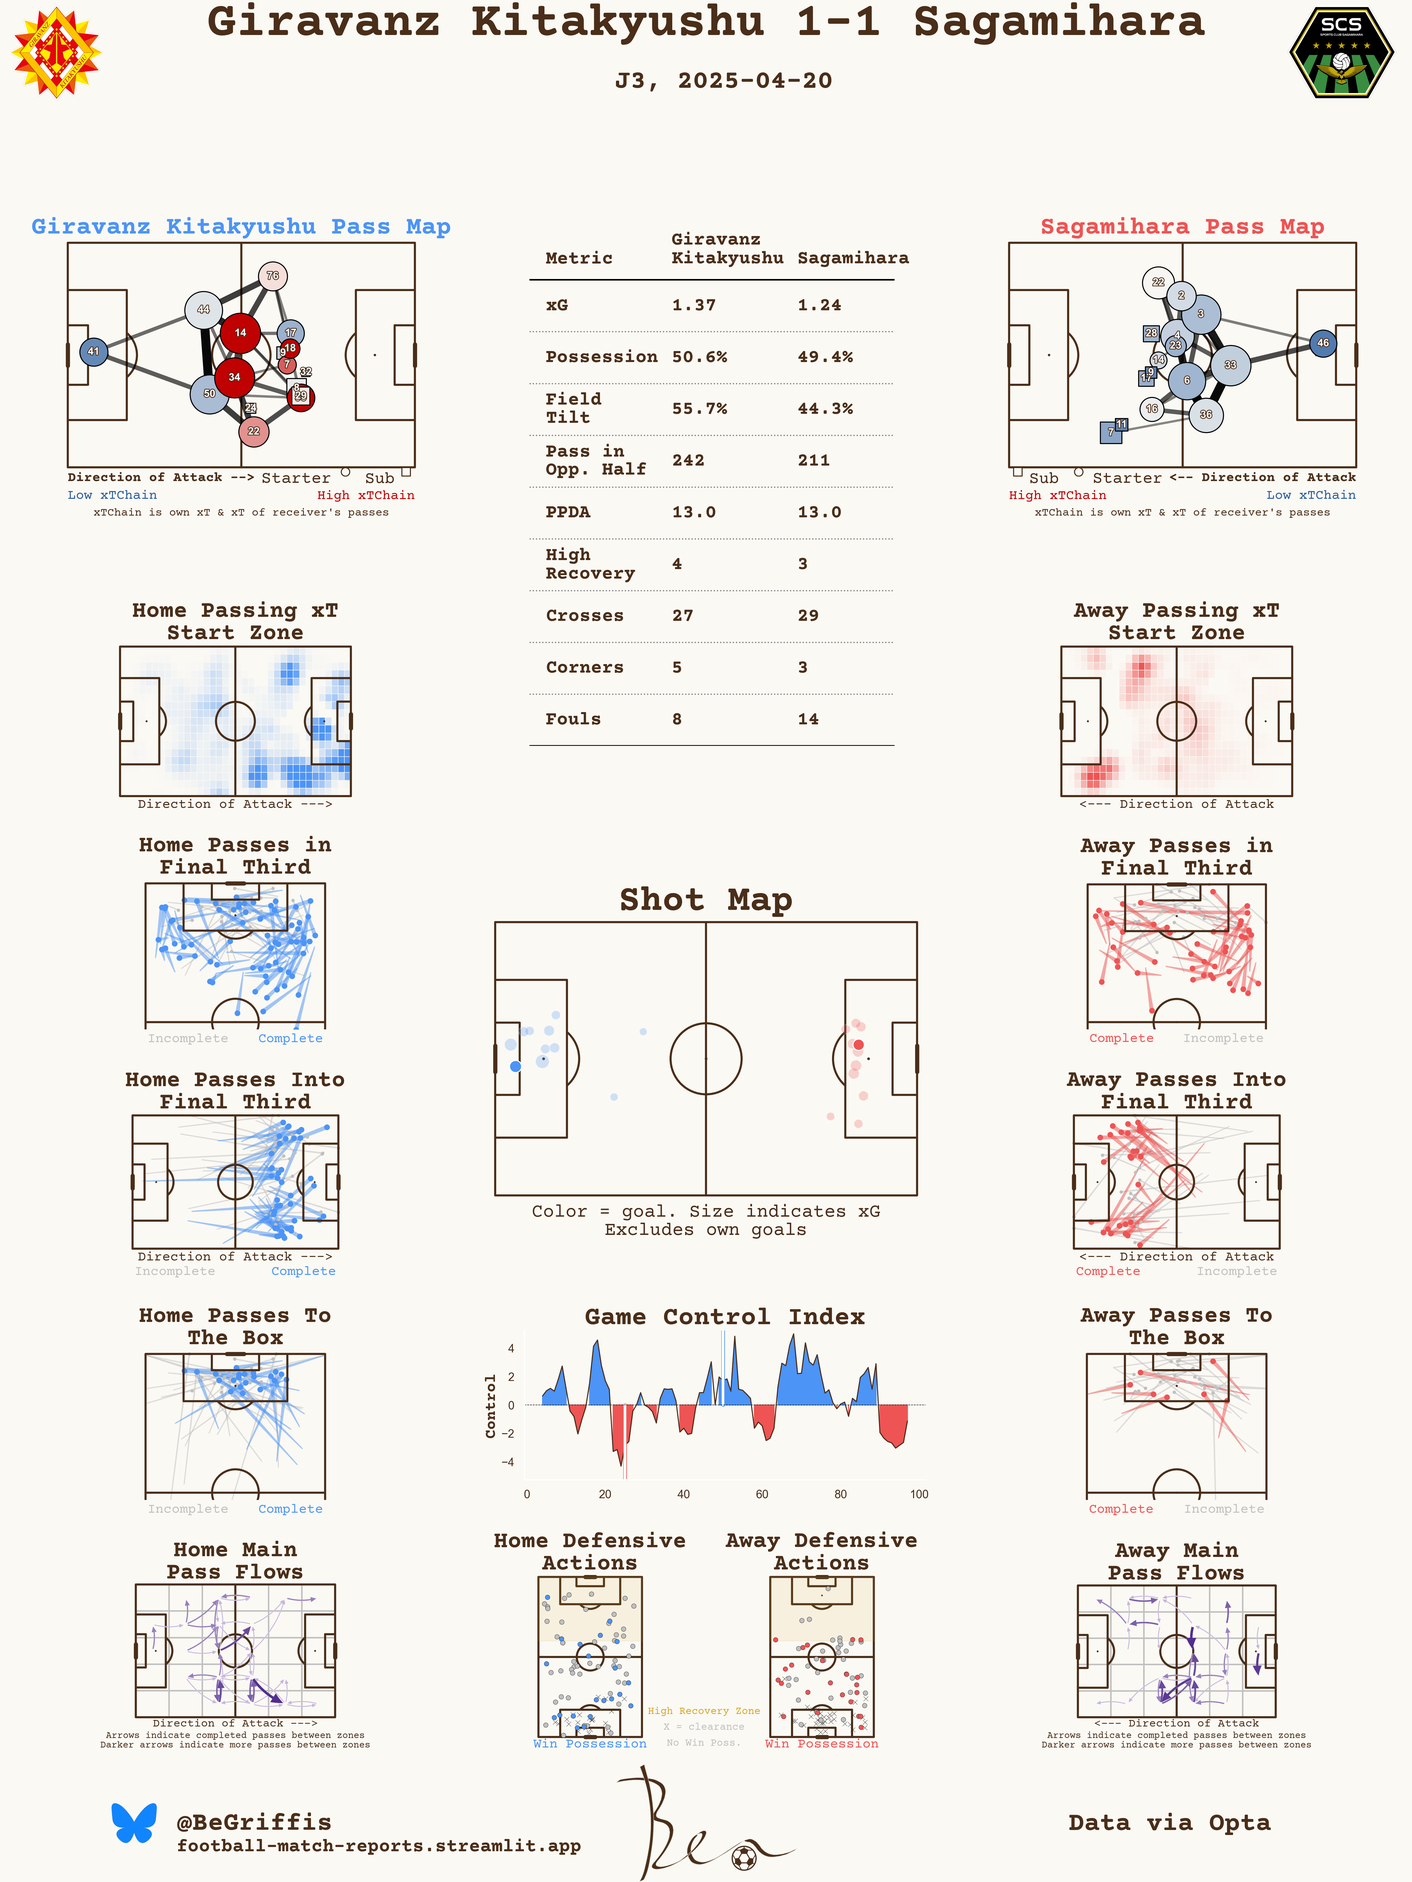 Giravanz Kitakyushu 1-1 Sagamihara
J3, 2025-04-20
SCS
SPORTS CLUB SAGAMIHARA
KITAKYUSHU
Giravanz Kitakyushu Pass Map
76
44
14
17
41
18
7
34
32
8
29
50
24
22
Direction of Attack --> Starter Sub
Low xTChain High xTChain
xTChain is own xT & xT of receiver's passes
Metric Giravanz Kitakyushu Sagamihara
xG 1.37 1.24
Possession 50.6% 49.4%
Field Tilt 55.7% 44.3%
Pass in Opp. Half 242 211
PPDA 13.0 13.0
High Recovery 4 3
Crosses 27 29
Corners 5 3
Fouls 8 14
Sagamihara Pass Map
22
2
3
28
4
23
46
14
33
9
17
6
16
36
11
7
Sub Starter <-- Direction of Attack
High xTChain Low xTChain
xTChain is own xT & xT of receiver's passes
Home Passing xT
Start Zone
Direction of Attack --->
Away Passing xT
Start Zone
<--- Direction of Attack
Home Passes in
Final Third
Incomplete Complete
Away Passes in
Final Third
Complete Incomplete
Shot Map
Color = goal. Size indicates xG
Excludes own goals
Home Passes Into
Final Third
Direction of Attack --->
Incomplete Complete
Away Passes Into
Final Third
<--- Direction of Attack
Complete Incomplete
Home Passes To
The Box
Incomplete Complete
Game Control Index
Control
4
2
0
−2
−4
0 20 40 60 80 100
Away Passes To
The Box
Complete Incomplete
Home Main
Pass Flows
Direction of Attack --->
Arrows indicate completed passes between zones
Darker arrows indicate more passes between zones
Home Defensive
Actions
Win Possession
High Recovery Zone
X = clearance
No Win Poss.
Away Defensive
Actions
Win Possession
Away Main
Pass Flows
<--- Direction of Attack
Arrows indicate completed passes between zones
Darker arrows indicate more passes between zones
@BeGriffis
football-match-reports.streamlit.app
Ben
Data via Opta